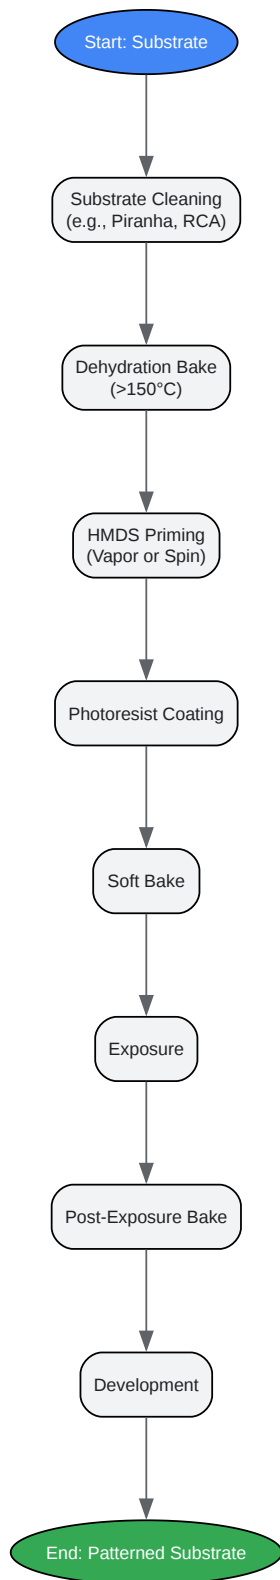 Start: Substrate
Substrate Cleaning
(e.g., Piranha, RCA)
Dehydration Bake
(>150°C)
HMDS Priming
(Vapor or Spin)
Photoresist Coating
Soft Bake
Exposure
Post-Exposure Bake
Development
End: Patterned Substrate